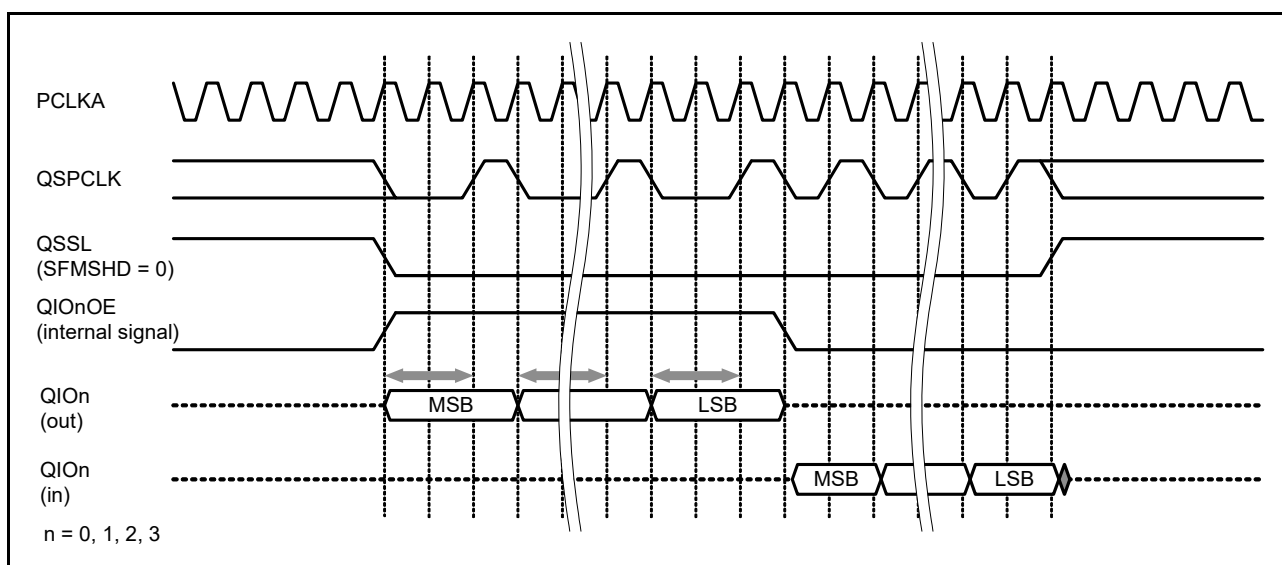 PCLKA
QSPCLK
QSSL
(SFMSHD = 0)
QIOnOE
(internal signal)
QIOn
(out)
MSB LSB
QIOn
(in)
MSB LSB
n = 0, 1, 2, 3